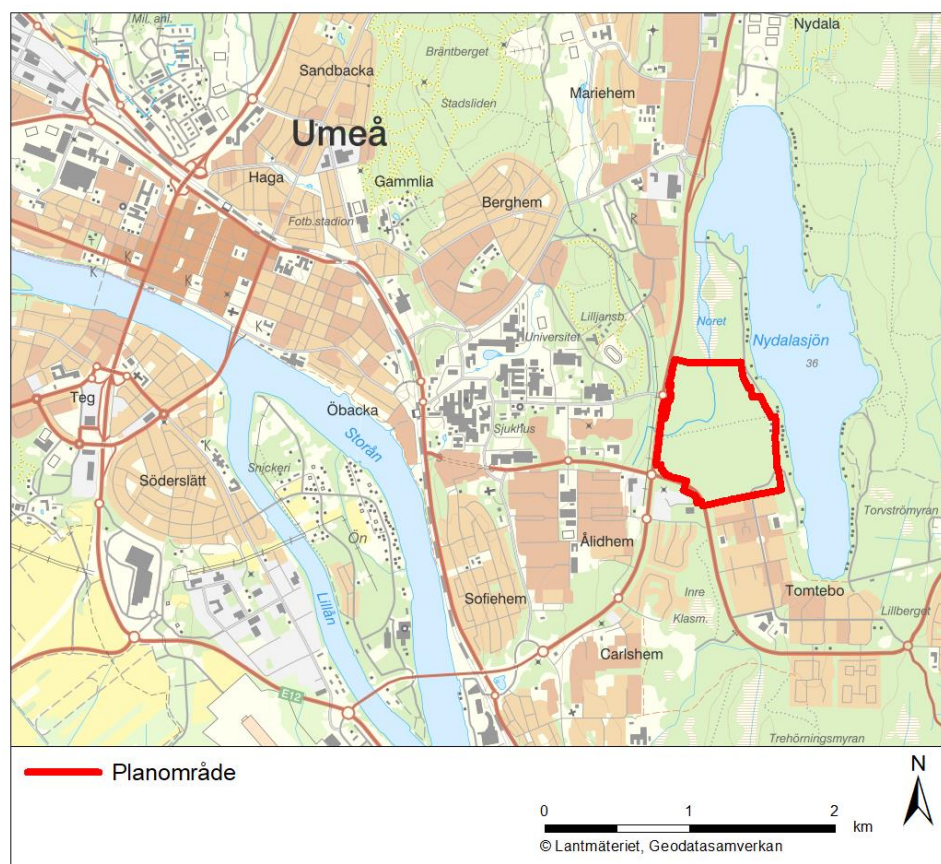 Mil. anl.
Nydala
Bräntberget
Sandbacka
Stadsliden
Mariehem
Umeå
Haga
Gammlia
Berghem
Fotb.stadion
R
K
K
K
Noret
Lilljansb.
Nydalasjön
Universitet
36
Teg
Öbacka
Sjukhus
K
Storån
Söderslätt
Snickeri
Ön
Torvströmyran
Ålidhem
Inre
Klasm.
Tomtebo
Sofiehem
Lillån
Lillberget
Carlshem
E12
Trehörningsmyran
Planområde
N
0 1 2
km
© Lantmäteriet, Geodatasamverkan